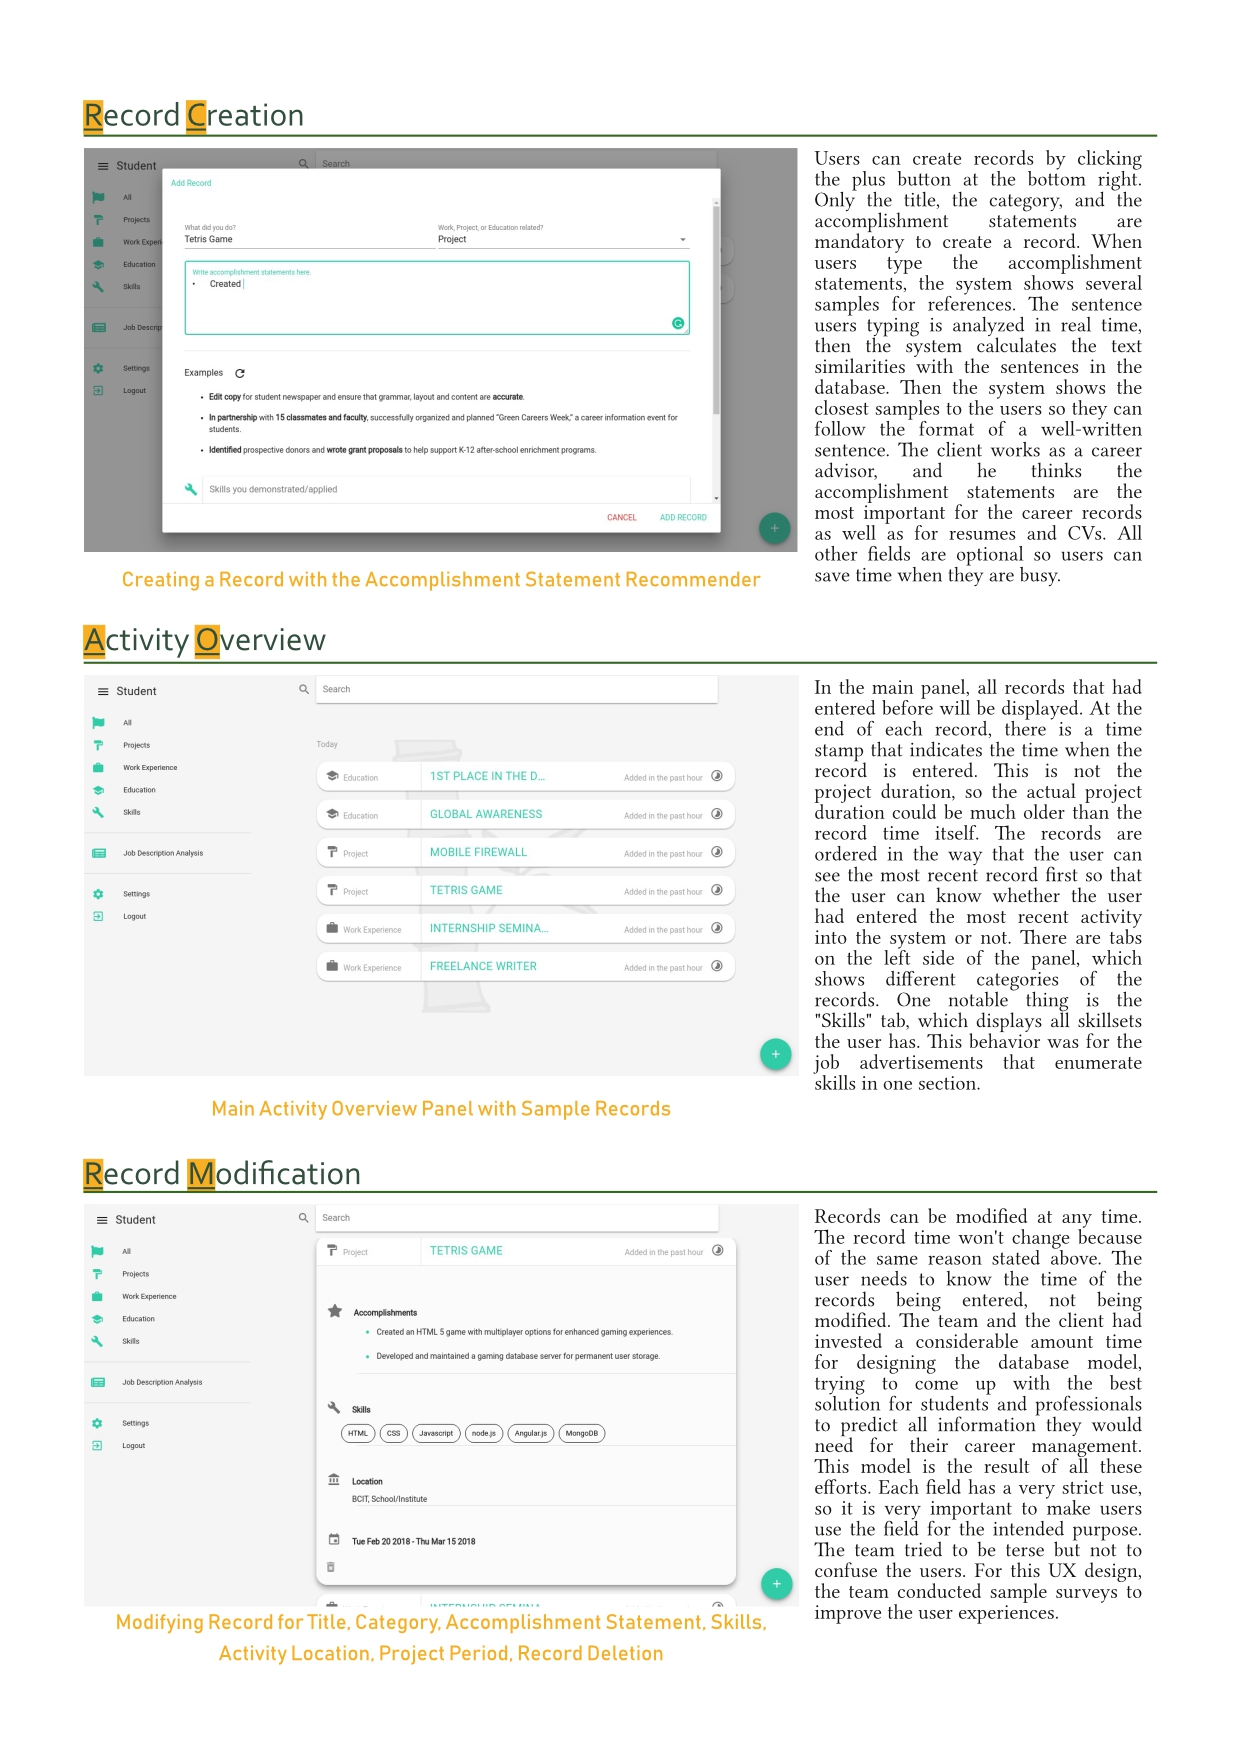 Record Creation
Student
Search
All
Projects
Work Experien
Education
Skills
Job Descrip
Settings
Logout
Add Record
What did you do?
Tetris Game
Work, Project, or Education related?
Project
Write accomplishment statements here.
• Created
Examples
• Edit copy for student newspaper and ensure that grammar, layout and content are accurate.
• In partnership with 15 classmates and faculty, successfully organized and planned "Green Careers Week," a career information event for
students.
• Identified prospective donors and wrote grant proposals to help support K-12 after-school enrichment programs.
Skills you demonstrated/applied
CANCEL
ADD RECORD
+
Creating a Record with the Accomplishment Statement Recommender
Users can create records by clicking
the plus button at the bottom right.
Only the title, the category, and the
accomplishment statements are
mandatory to create a record. When
users type the accomplishment
statements, the system shows several
samples for references. The sentence
users typing is analyzed in real time,
then the system calculates the text
similarities with the sentences in the
database. Then the system shows the
closest samples to the users so they can
follow the format of a well-written
sentence. The client works as a career
advisor, and he thinks the
accomplishment statements are the
most important for the career records
as well as for resumes and CVs. All
other fields are optional so users can
save time when they are busy.
Activity Overview
Student
Search
All
Projects
Work Experience
Education
Skills
Job Description Analysis
Settings
Logout
Today
Education 1ST PLACE IN THE D... Added in the past hour
Education GLOBAL AWARENESS Added in the past hour
Project MOBILE FIREWALL Added in the past hour
Project TETRIS GAME Added in the past hour
Work Experience INTERNSHIP SEMINA... Added in the past hour
Work Experience FREELANCE WRITER Added in the past hour
+
Main Activity Overview Panel with Sample Records
In the main panel, all records that had
entered before will be displayed. At the
end of each record, there is a time
stamp that indicates the time when the
record is entered. This is not the
project duration, so the actual project
duration could be much older than the
record time itself. The records are
ordered in the way that the user can
see the most recent record first so that
the user can know whether the user
had entered the most recent activity
into the system or not. There are tabs
on the left side of the panel, which
shows different categories of the
records. One notable thing is the
"Skills" tab, which displays all skillsets
the user has. This behavior was for the
job advertisements that enumerate
skills in one section.
Record Modification
Student
Search
All
Projects
Work Experience
Education
Skills
Job Description Analysis
Settings
Logout
Project TETRIS GAME Added in the past hour
Accomplishments
• Created an HTML 5 game with multiplayer options for enhanced gaming experiences.
• Developed and maintained a gaming database server for permanent user storage.
Skills
HTML CSS Javascript node.js Angular.js MongoDB
Location
BCIT, School/Institute
Tue Feb 20 2018 - Thu Mar 15 2018
INTERNSHIP SEMINA
+
Modifying Record for Title, Category, Accomplishment Statement, Skills,
Activity Location, Project Period, Record Deletion
Records can be modified at any time.
The record time won't change because
of the same reason stated above. The
user needs to know the time of the
records being entered, not being
modified. The team and the client had
invested a considerable amount time
for designing the database model,
trying to come up with the best
solution for students and professionals
to predict all information they would
need for their career management.
This model is the result of all these
efforts. Each field has a very strict use,
so it is very important to make users
use the field for the intended purpose.
The team tried to be terse but not to
confuse the users. For this UX design,
the team conducted sample surveys to
improve the user experiences.